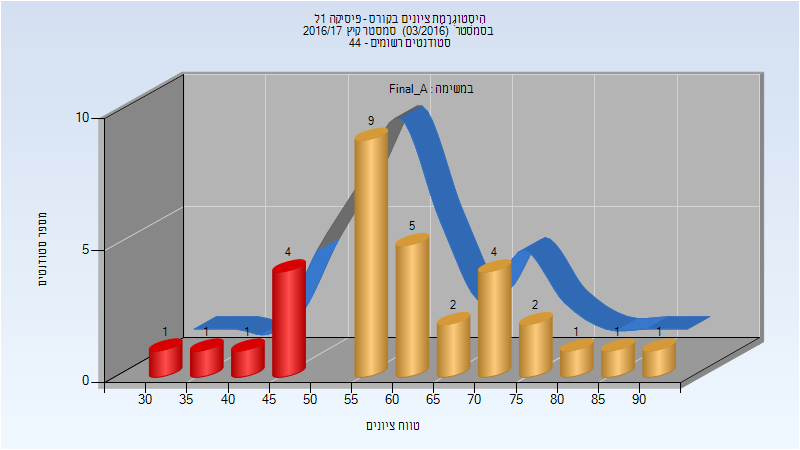 היסטוגרמת ציונים בקורס - פיסיקה 1ל
בסמסטר (03/2016) סמסטר קיץ 2016/17
סטודנטים רשומים - 44
במשימה : Final_A
מספר סטודנטים
10
5
0
1
1
1
4
9
5
2
4
2
1
1
1
30 35 40 45 50 55 60 65 70 75 80 85 90
טווח ציונים